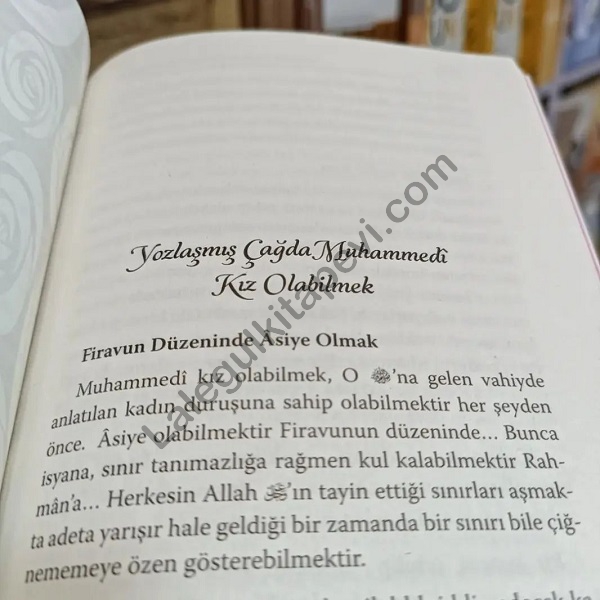 Yozlaşmış Çağda Muhammedî
Kız Olabilmek
Firavun Düzeninde Âsiye Olmak
Muhammedî kız olabilmek, O ﷺ’na gelen vahiyde
anlatılan kadın duruşuna sahip olabilmektir her şeyden
önce. Âsiye olabilmektir Firavunun düzeninde... Bunca
isyana, sınır tanımazlığa rağmen kul kalabilmektir Rah-
mân’a... Herkesin Allah ’ın tayin ettiği sınırları aşmak-
ta adeta yarışır hale geldiği bir zamanda bir sınırı bile çiğ-
nememeye özen gösterebilmektir.
Lalegulkitapevi.com